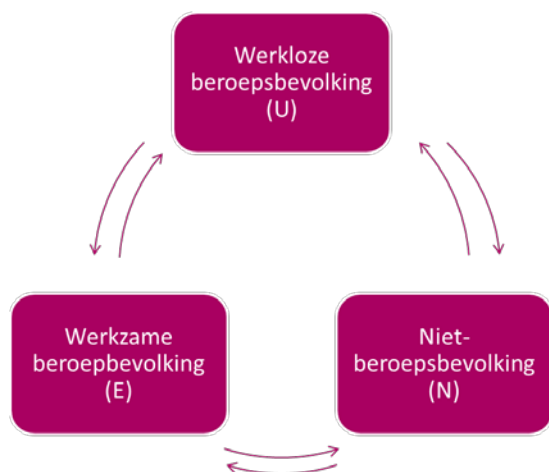 Werkloze
beroepsbevolking
(U)
Werkzame
beroepbevolking
(E)
Niet-
beroepsbevolking
(N)